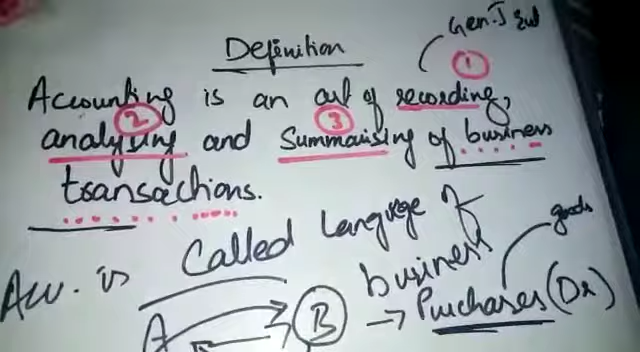 Gen. J
Definition
1
Accounting is an art of recording,
2 3
analysing and Summarising of business
transactions.
Acc. is Called Language of
business
goods
A B → Purchases (Dr)